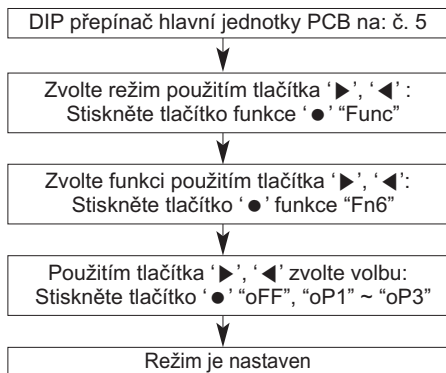 DIP přepínač hlavní jednotky PCB na: č. 5
Zvolte režim použitím tlačítka ‘▶’, ‘◀’ :
Stiskněte tlačítko funkce ‘●’ “Func”
Zvolte funkci použitím tlačítka ‘▶’, ‘◀’:
Stiskněte tlačítko ‘●’ funkce “Fn6”
Použitím tlačítka ‘▶’, ‘◀’ zvolte volbu:
Stiskněte tlačítko ‘●’ “oFF”, “oP1” ~ “oP3”
Režim je nastaven